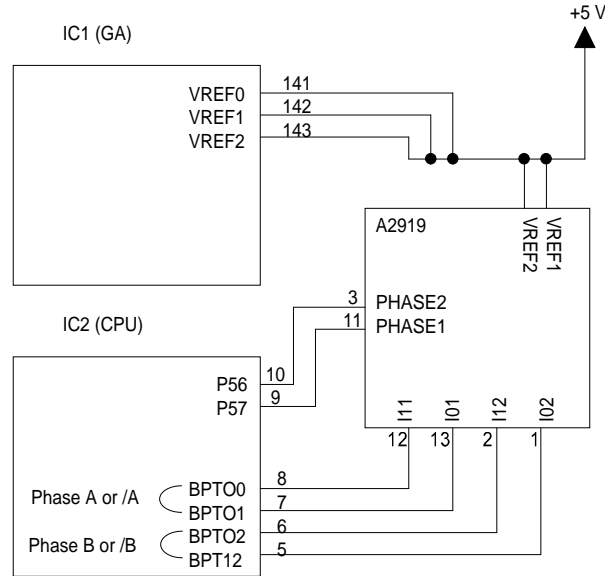 +5 V
IC1 (GA)
VREF0 141
VREF1 142
VREF2 143
A2919
VREF2
VREF1
3 PHASE2
11 PHASE1
IC2 (CPU)
P56 10
P57 9
I11
I01
I12
I02
12 13 2 1
Phase A or /A
BPTO0 8
BPTO1 7
Phase B or /B
BPTO2 6
BPT12 5